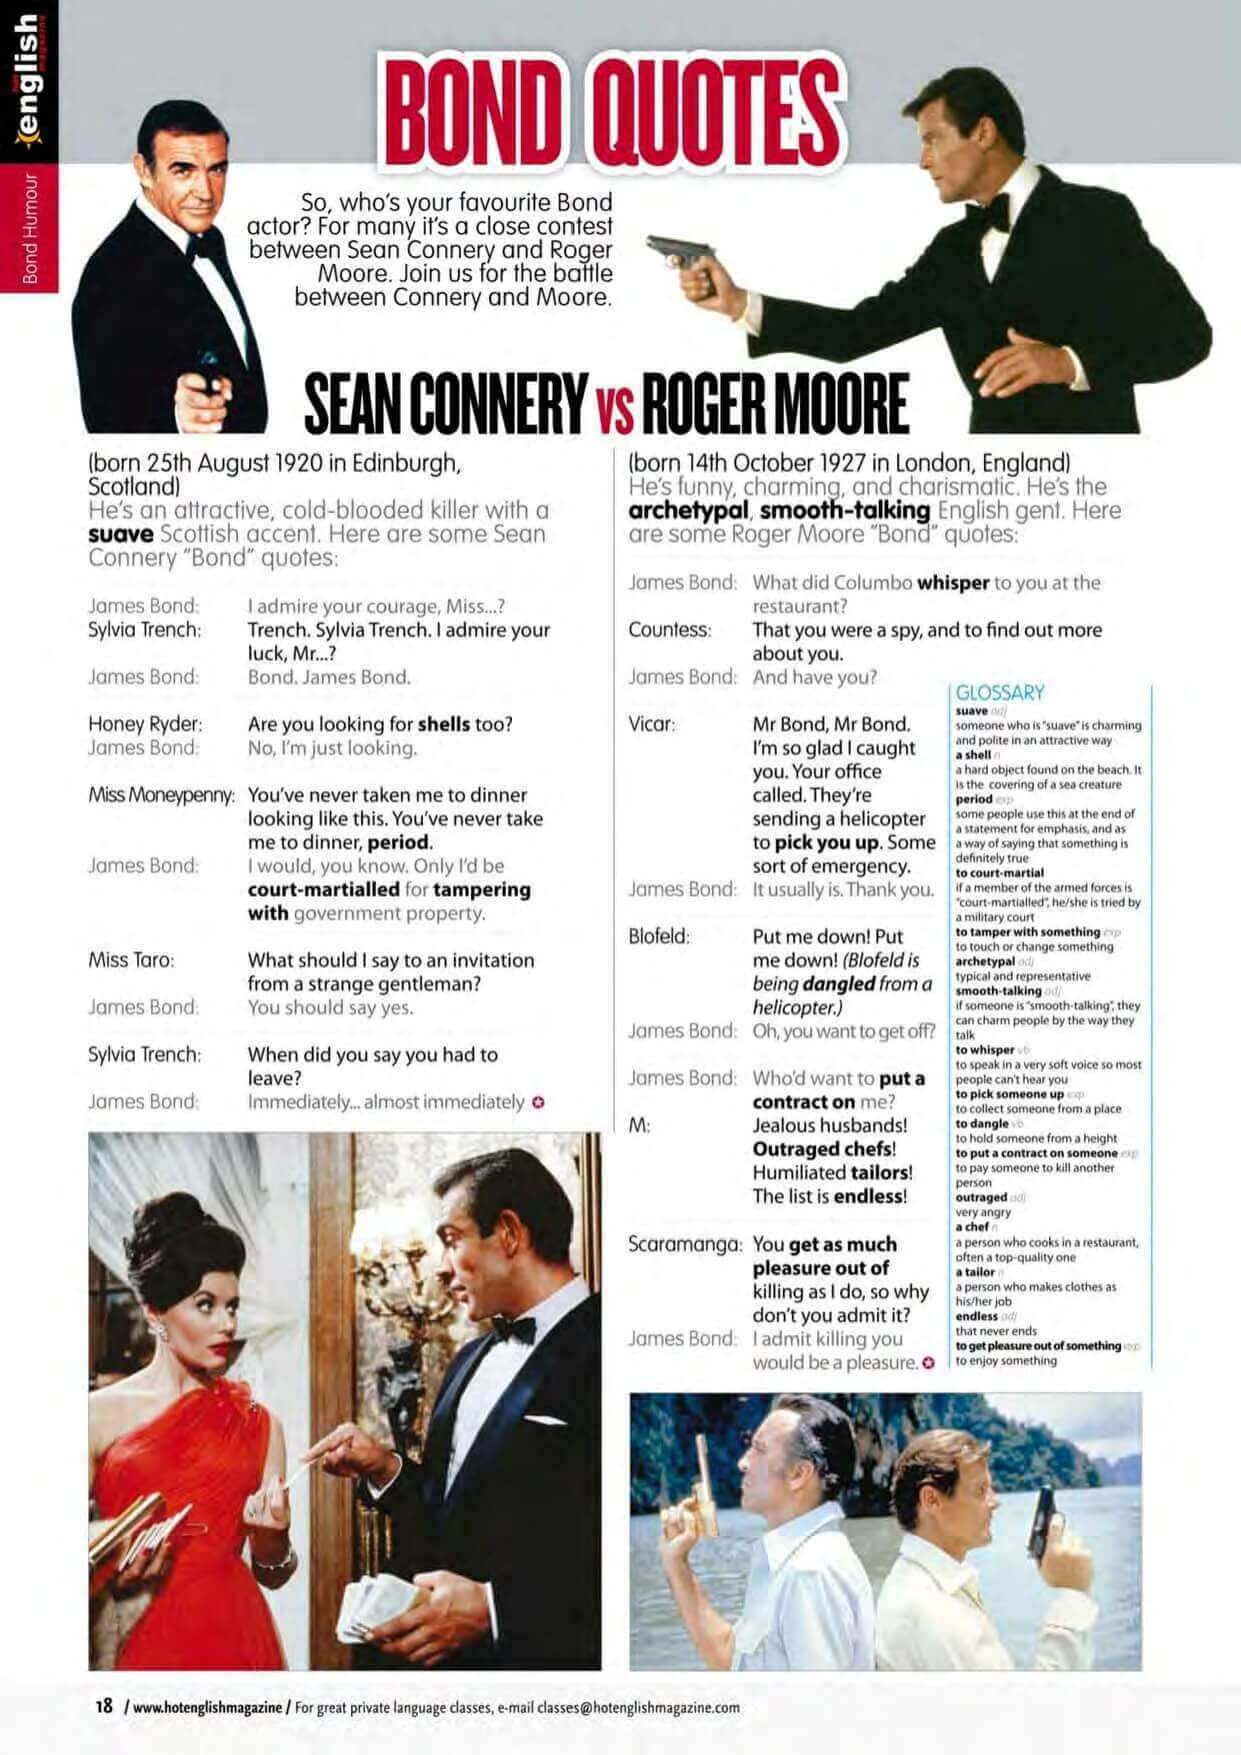 hot
english
magazine
Bond Humour
BOND QUOTES
So, who's your favourite Bond
actor? For many it's a close contest
between Sean Connery and Roger
Moore. Join us for the battle
between Connery and Moore.
SEAN CONNERY vs ROGER MOORE
(born 25th August 1920 in Edinburgh,
Scotland)
He's an attractive, cold-blooded killer with a
suave Scottish accent. Here are some Sean
Connery "Bond" quotes:
James Bond: I admire your courage, Miss...?
Sylvia Trench: Trench. Sylvia Trench. I admire your
luck, Mr...?
James Bond: Bond. James Bond.
Honey Ryder: Are you looking for shells too?
James Bond: No, I'm just looking.
Miss Moneypenny: You've never taken me to dinner
looking like this. You've never take
me to dinner, period.
James Bond: I would, you know. Only I'd be
court-martialled for tampering
with government property.
Miss Taro: What should I say to an invitation
from a strange gentleman?
James Bond: You should say yes.
Sylvia Trench: When did you say you had to
leave?
James Bond: Immediately... almost immediately
(born 14th October 1927 in London, England)
He's funny, charming, and charismatic. He's the
archetypal, smooth-talking English gent. Here
are some Roger Moore "Bond" quotes:
James Bond: What did Columbo whisper to you at the
restaurant?
Countess: That you were a spy, and to find out more
about you.
James Bond: And have you?
Vicar: Mr Bond, Mr Bond.
I'm so glad I caught
you. Your office
called. They're
sending a helicopter
to pick you up. Some
sort of emergency.
James Bond: It usually is. Thank you.
Blofeld: Put me down! Put
me down! (Blofeld is
being dangled from a
helicopter.)
James Bond: Oh, you want to get off?
James Bond: Who'd want to put a
contract on me?
M: Jealous husbands!
Outraged chefs!
Humiliated tailors!
The list is endless!
Scaramanga: You get as much
pleasure out of
killing as I do, so why
don't you admit it?
James Bond: I admit killing you
would be a pleasure.
GLOSSARY
suave adj
someone who is "suave" is charming
and polite in an attractive way
a shell n
a hard object found on the beach. It
is the covering of a sea creature
period exp
some people use this at the end of
a statement for emphasis, and as
a way of saying that something is
definitely true
to court-martial
if a member of the armed forces is
"court-martialled", he/she is tried by
a military court
to tamper with something exp
to touch or change something
archetypal adj
typical and representative
smooth-talking adj
if someone is "smooth-talking", they
can charm people by the way they
talk
to whisper vb
to speak in a very soft voice so most
people can't hear you
to pick someone up exp
to collect someone from a place
to dangle vb
to hold someone from a height
to put a contract on someone exp
to pay someone to kill another
person
outraged adj
very angry
a chef n
a person who cooks in a restaurant,
often a top-quality one
a tailor n
a person who makes clothes as
his/her job
endless adj
that never ends
to get pleasure out of something exp
to enjoy something
18 / www.hotenglishmagazine / For great private language classes, e-mail classes@hotenglishmagazine.com